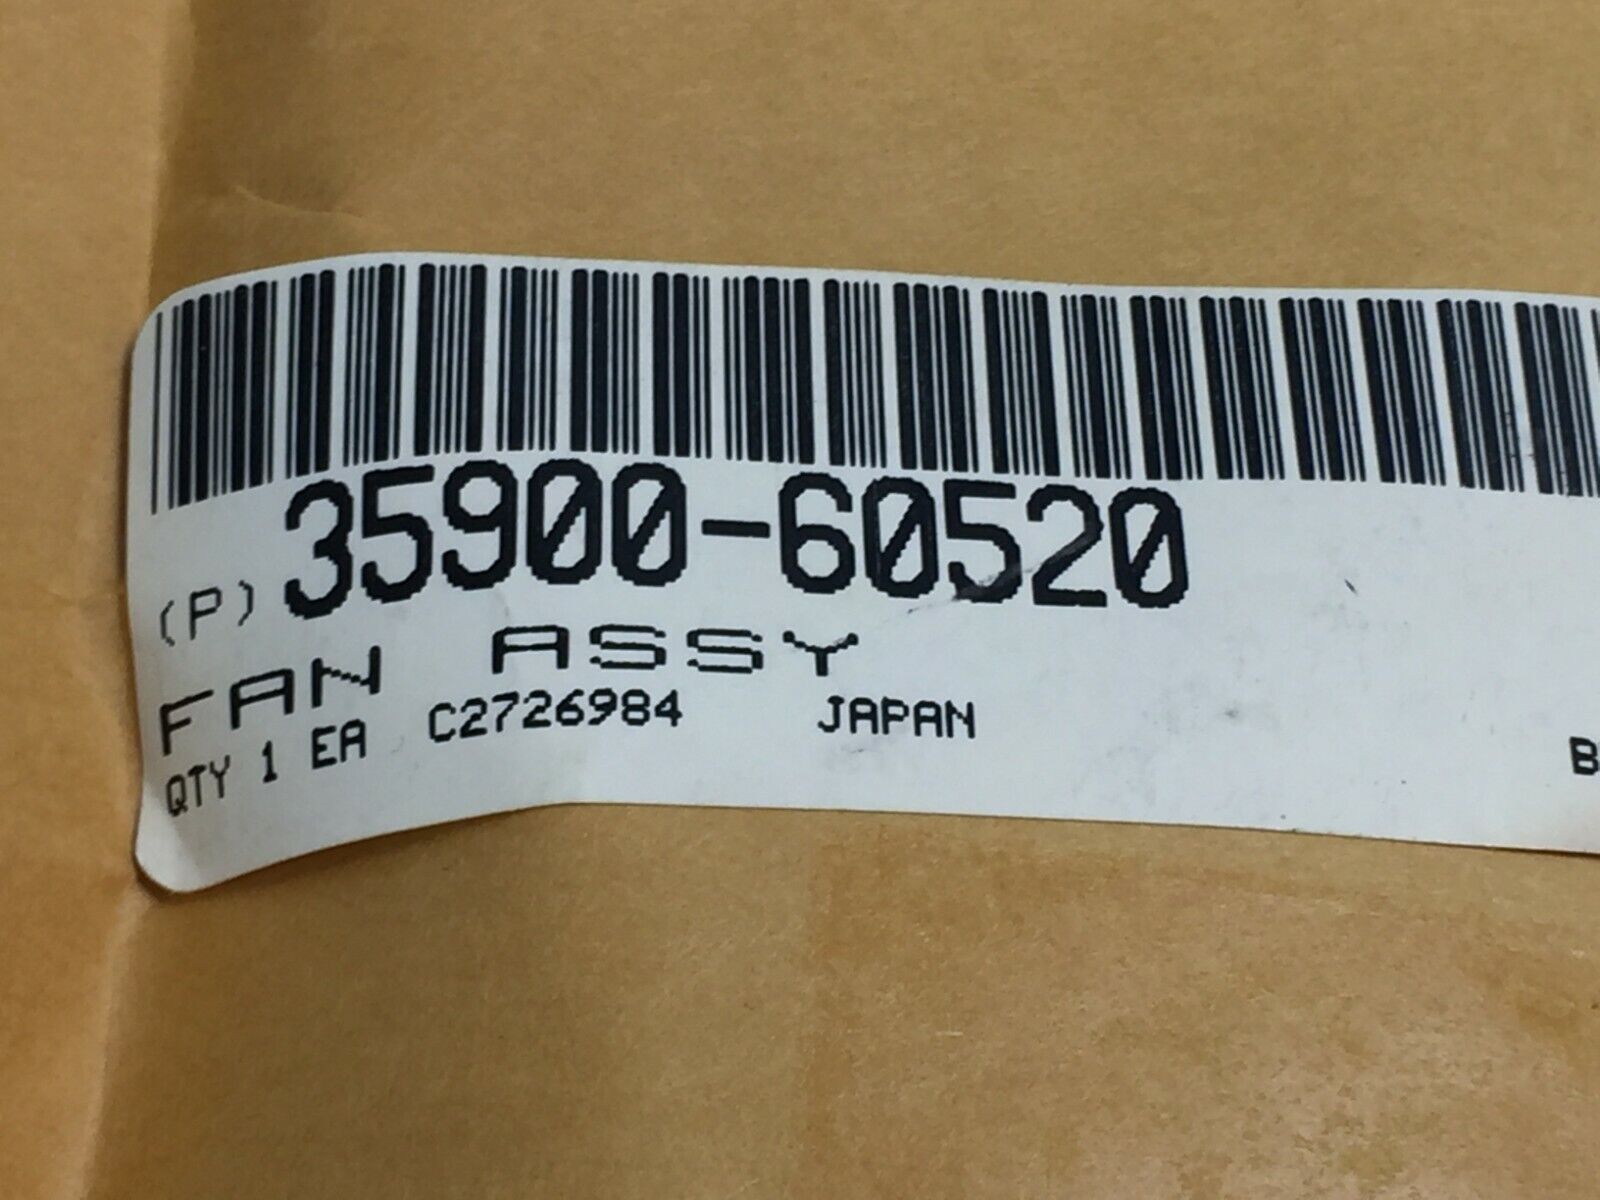 (P) 35900-60520
FAN ASSY
QTY 1 EA C2726984 JAPAN B